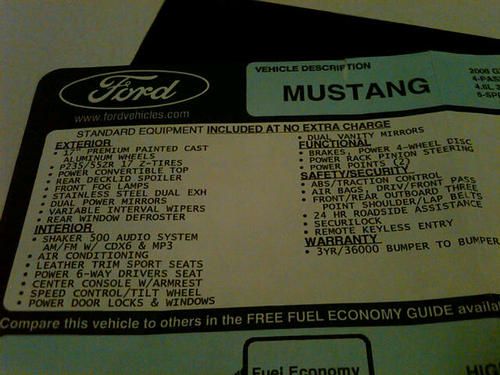 Ford
www.fordvehicles.com
VEHICLE DESCRIPTION
MUSTANG
4-PAS
STANDARD EQUIPMENT INCLUDED AT NO EXTRA CHARGE
EXTERIOR
• 17" PREMIUM PAINTED CAST
ALUMINUM WHEELS
• P235/55ZR 17 Z-TIRES
• POWER CONVERTIBLE TOP
• REAR DECKLID SPOILER
• FRONT FOG LAMPS
• STAINLESS STEEL DUAL EXH
• DUAL POWER MIRRORS
• VARIABLE INTERVAL WIPERS
• REAR WINDOW DEFROSTER
INTERIOR
• SHAKER 500 AUDIO SYSTEM
AM/FM W/ CDX6 & MP3
• AIR CONDITIONING
• LEATHER TRIM SPORT SEATS
• POWER 6-WAY DRIVERS SEAT
• CENTER CONSOLE W/ARMREST
• SPEED CONTROL/TILT WHEEL
• POWER DOOR LOCKS & WINDOWS
• DUAL VANITY MIRRORS
FUNCTIONAL
• BRAKES, POWER 4-WHEEL DISC
• POWER RACK PINION STEERING
• POWER POINTS (2)
SAFETY/SECURITY
• ABS/TRACTION CONTROL
• AIR BAGS, DRIV/FRONT PASS
• FRONT/REAR OUTBOARD THREE
POINT SHOULDER/LAP BELTS
• 24 HR ROADSIDE ASSISTANCE
• SECURILOCK
• REMOTE KEYLESS ENTRY
WARRANTY
• 3YR/36000 BUMPER TO BUMPER
Compare this vehicle to others in the FREE FUEL ECONOMY GUIDE availa
Fuel Economy